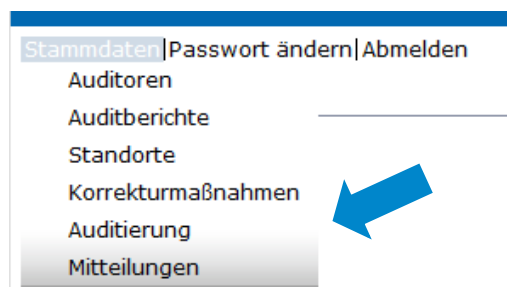 Stammdaten|Passwort ändern|Abmelden
Auditoren
Auditberichte
Standorte
Korrekturmaßnahmen
Auditierung
Mitteilungen